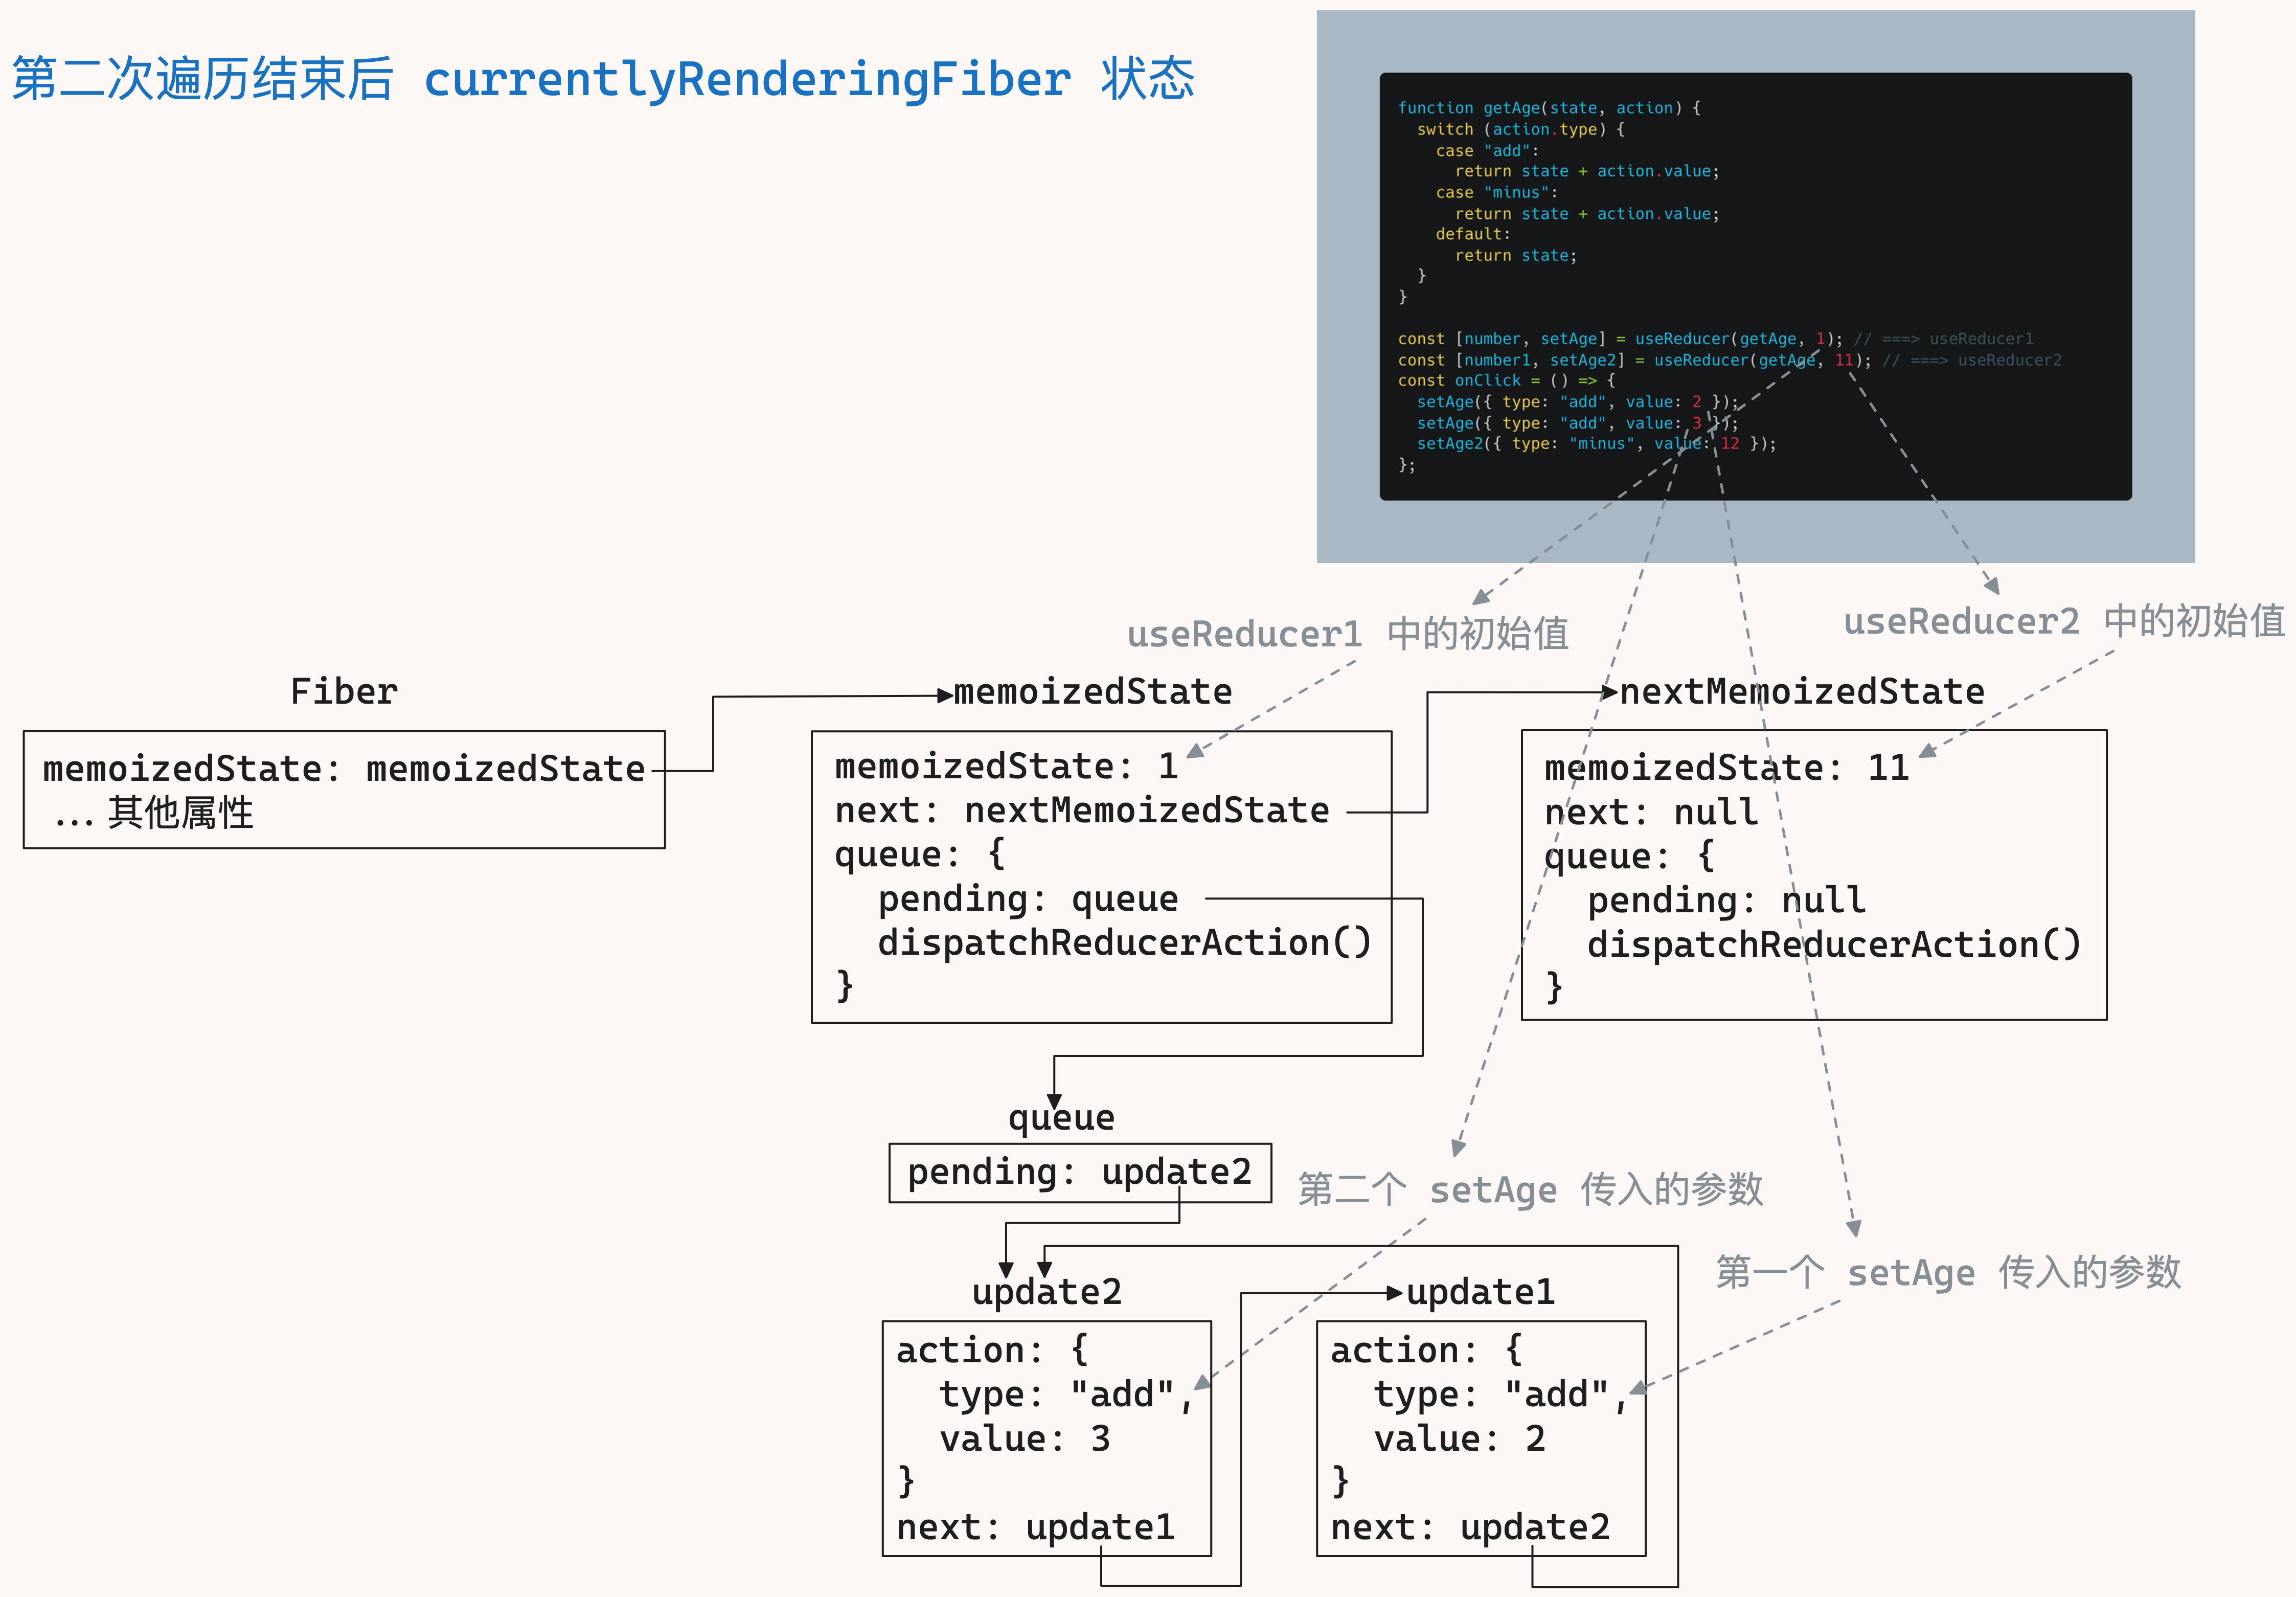 第二次遍历结束后 currentlyRenderingFiber 状态
function getAge(state, action) {
  switch (action.type) {
    case "add":
      return state + action.value;
    case "minus":
      return state + action.value;
    default:
      return state;
  }
}
const [number, setAge] = useReducer(getAge, 1); // ===> useReducer1
const [number1, setAge2] = useReducer(getAge, 11); // ===> useReducer2
const onClick = () => {
  setAge({ type: "add", value: 2 });
  setAge({ type: "add", value: 3 });
  setAge2({ type: "minus", value: 12 });
};
useReducer1 中的初始值
useReducer2 中的初始值
Fiber
memoizedState: memoizedState
... 其他属性
memoizedState
memoizedState: 1
next: nextMemoizedState
queue: {
  pending: queue
  dispatchReducerAction()
}
nextMemoizedState
memoizedState: 11
next: null
queue: {
  pending: null
  dispatchReducerAction()
}
queue
pending: update2
第二个 setAge 传入的参数
第一个 setAge 传入的参数
update2
action: {
  type: "add",
  value: 3
}
next: update1
update1
action: {
  type: "add",
  value: 2
}
next: update2